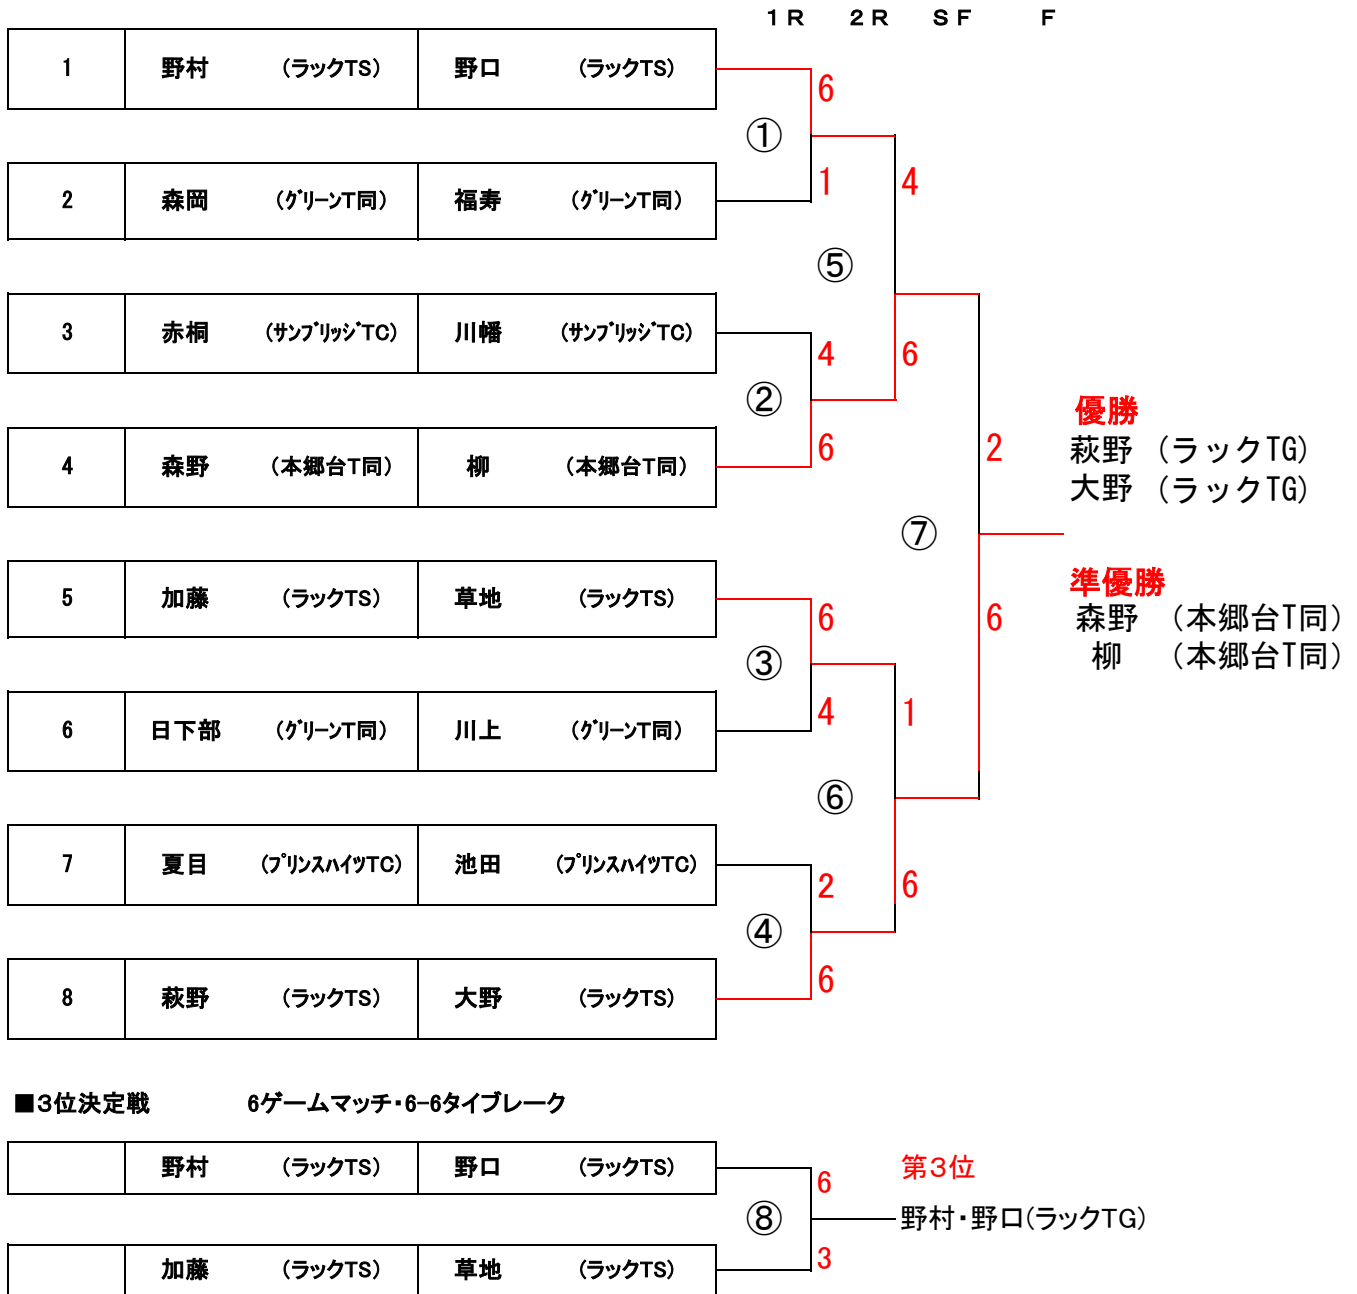 １Ｒ ２Ｒ ＳＦ Ｆ
1 野村 (ラックTS) 野口 (ラックTS)
6
①
1 4
2 森岡 (ｸﾞﾘｰﾝT同) 福寿 (ｸﾞﾘｰﾝT同)
⑤
3 赤桐 (ｻﾝﾌﾞﾘｯｼﾞTC) 川幡 (ｻﾝﾌﾞﾘｯｼﾞTC)
4 6
②
6 2
4 森野 (本郷台T同) 柳 (本郷台T同)
優勝
萩野 (ラックTG)
大野 (ラックTG)
⑦
準優勝
森野 (本郷台T同)
柳 (本郷台T同)
5 加藤 (ラックTS) 草地 (ラックTS)
6 6
③
4 1
6 日下部 (ｸﾞﾘｰﾝT同) 川上 (ｸﾞﾘｰﾝT同)
⑥
7 夏目 (ﾌﾟﾘﾝｽﾊｲﾂTC) 池田 (ﾌﾟﾘﾝｽﾊｲﾂTC)
2 6
④
6
8 萩野 (ラックTS) 大野 (ラックTS)
■3位決定戦 6ゲームマッチ・6-6タイブレーク
野村 (ラックTS) 野口 (ラックTS)
6 第3位
⑧ 野村・野口(ラックTG)
3
加藤 (ラックTS) 草地 (ラックTS)